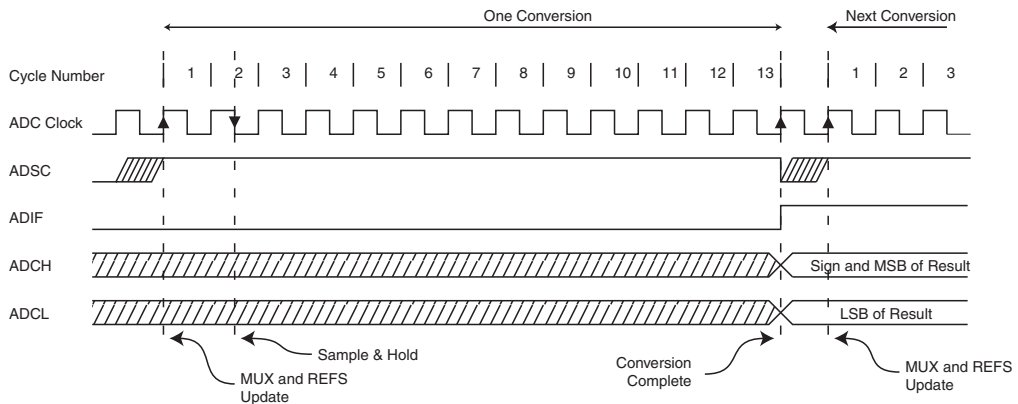 One Conversion
Next Conversion
Cycle Number 1 2 3 4 5 6 7 8 9 10 11 12 13 1 2 3
ADC Clock
ADSC
ADIF
ADCH
Sign and MSB of Result
ADCL
LSB of Result
Sample & Hold
MUX and REFS
Update
Conversion
Complete
MUX and REFS
Update